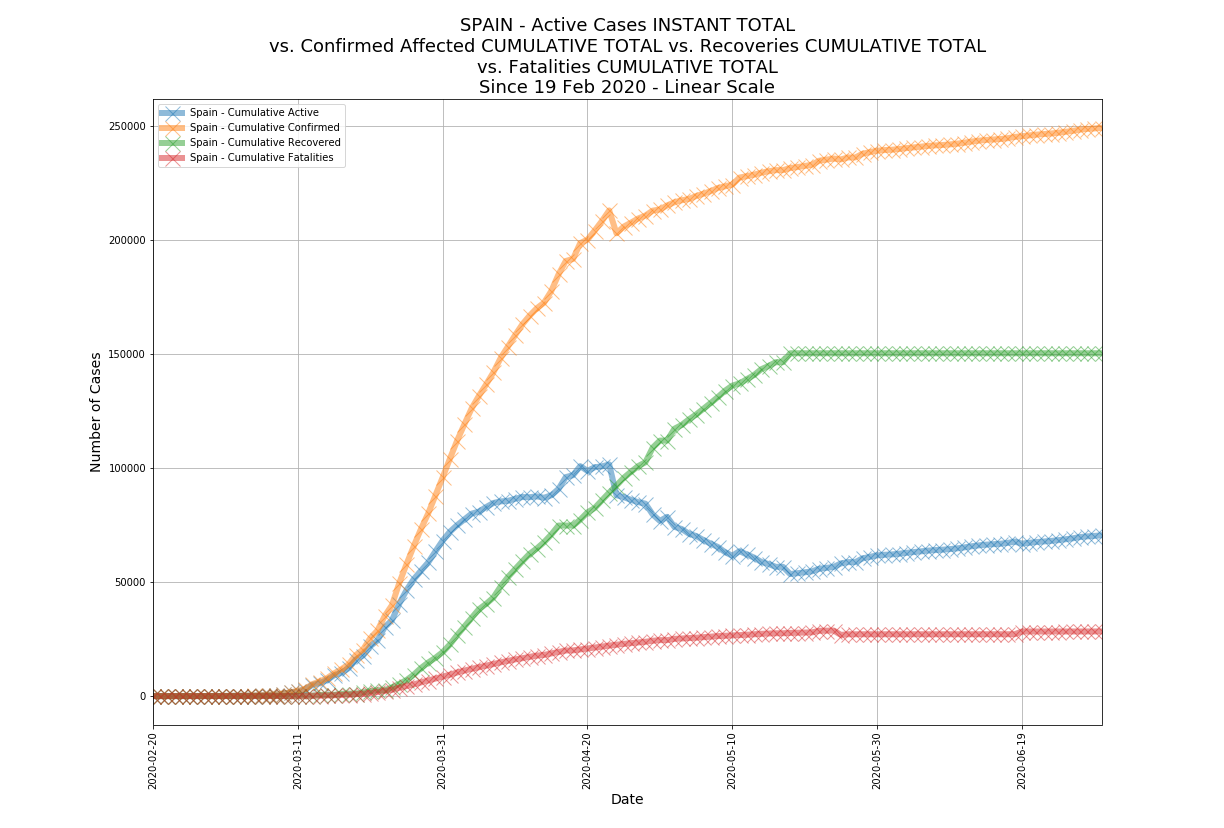 SPAIN - Active Cases INSTANT TOTAL
vs. Confirmed Affected CUMULATIVE TOTAL vs. Recoveries CUMULATIVE TOTAL
vs. Fatalities CUMULATIVE TOTAL
Since 19 Feb 2020 - Linear Scale
Spain - Cumulative Active
Spain - Cumulative Confirmed
Spain - Cumulative Recovered
Spain - Cumulative Fatalities
250000
200000
150000
100000
50000
0
Number of Cases
2020-02-20
2020-03-11
2020-03-31
2020-04-20
2020-05-10
2020-05-30
2020-06-19
Date